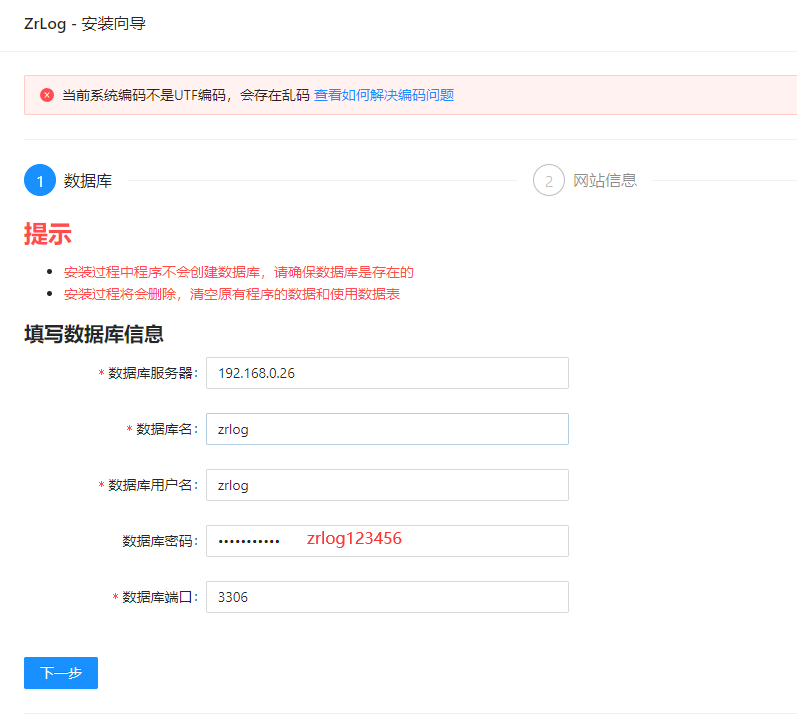 ZrLog - 安装向导
当前系统编码不是UTF编码，会存在乱码 查看如何解决编码问题
1 数据库
2 网站信息
提示
安装过程中程序不会创建数据库，请确保数据库是存在的
安装过程将会删除，清空原有程序的数据和使用数据表
填写数据库信息
* 数据库服务器: 192.168.0.26
* 数据库名: zrlog
* 数据库用户名: zrlog
数据库密码: ••••••••••• zrlog123456
* 数据库端口: 3306
下一步